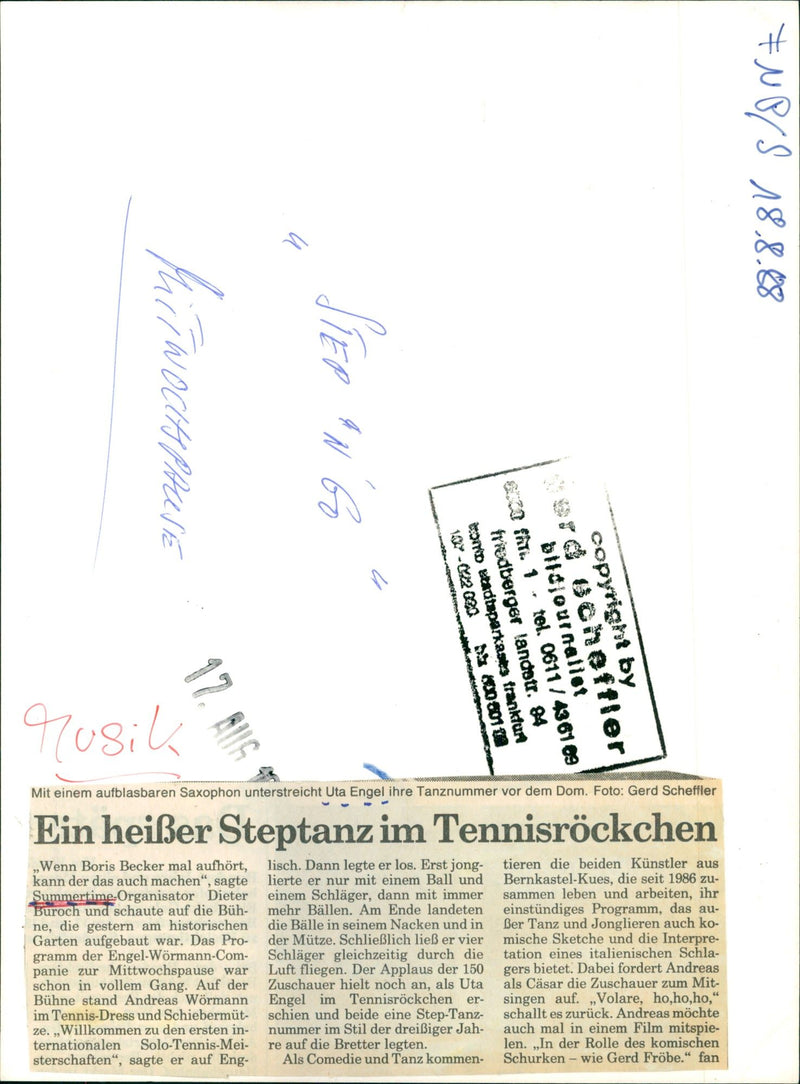 FNP/S 18.8.88
" STEP 'N' GO "
MITTWOCHSPAUSE
copyright by
gerd scheffler
bildjournalist
tel. 0611 / 43 61 89
6000 ffm. 1 -
friedberger landstr. 84
konto stadtsparkasse frankfurt
17. AUG
Musik
Mit einem aufblasbaren Saxophon unterstreicht Uta Engel ihre Tanznummer vor dem Dom. Foto: Gerd Scheffler
Ein heißer Steptanz im Tennisröckchen
„Wenn Boris Becker mal aufhört,
kann der das auch machen“, sagte
Summertime-Organisator Dieter
Buroch und schaute auf die Büh-
ne, die gestern am historischen
Garten aufgebaut war. Das Pro-
gramm der Engel-Wörmann-Com-
panie zur Mittwochspause war
schon in vollem Gang. Auf der
Bühne stand Andreas Wörmann
im Tennis-Dress und Schiebermüt-
ze. „Willkommen zu den ersten in-
ternationalen Solo-Tennis-Mei-
sterschaften“, sagte er auf Eng-
lisch. Dann legte er los. Erst jong-
lierte er nur mit einem Ball und
einem Schläger, dann mit immer
mehr Bällen. Am Ende landeten
die Bälle in seinem Nacken und in
der Mütze. Schließlich ließ er vier
Schläger gleichzeitig durch die
Luft fliegen. Der Applaus der 150
Zuschauer hielt noch an, als Uta
Engel im Tennisröckchen er-
schien und beide eine Step-Tanz-
nummer im Stil der dreißiger Jah-
re auf die Bretter legten.
Als Comedie und Tanz kommen-
tieren die beiden Künstler aus
Bernkastel-Kues, die seit 1986 zu-
sammen leben und arbeiten, ihr
einstündiges Programm, das au-
ßer Tanz und Jonglieren auch ko-
mische Sketche und die Interpre-
tation eines italienischen Schla-
gers bietet. Dabei fordert Andreas
als Cäsar die Zuschauer zum Mit-
singen auf. „Volare, ho,ho,ho,“
schallt es zurück. Andreas möchte
auch mal in einem Film mitspie-
len. „In der Rolle des komischen
Schurken – wie Gerd Fröbe.“ fan